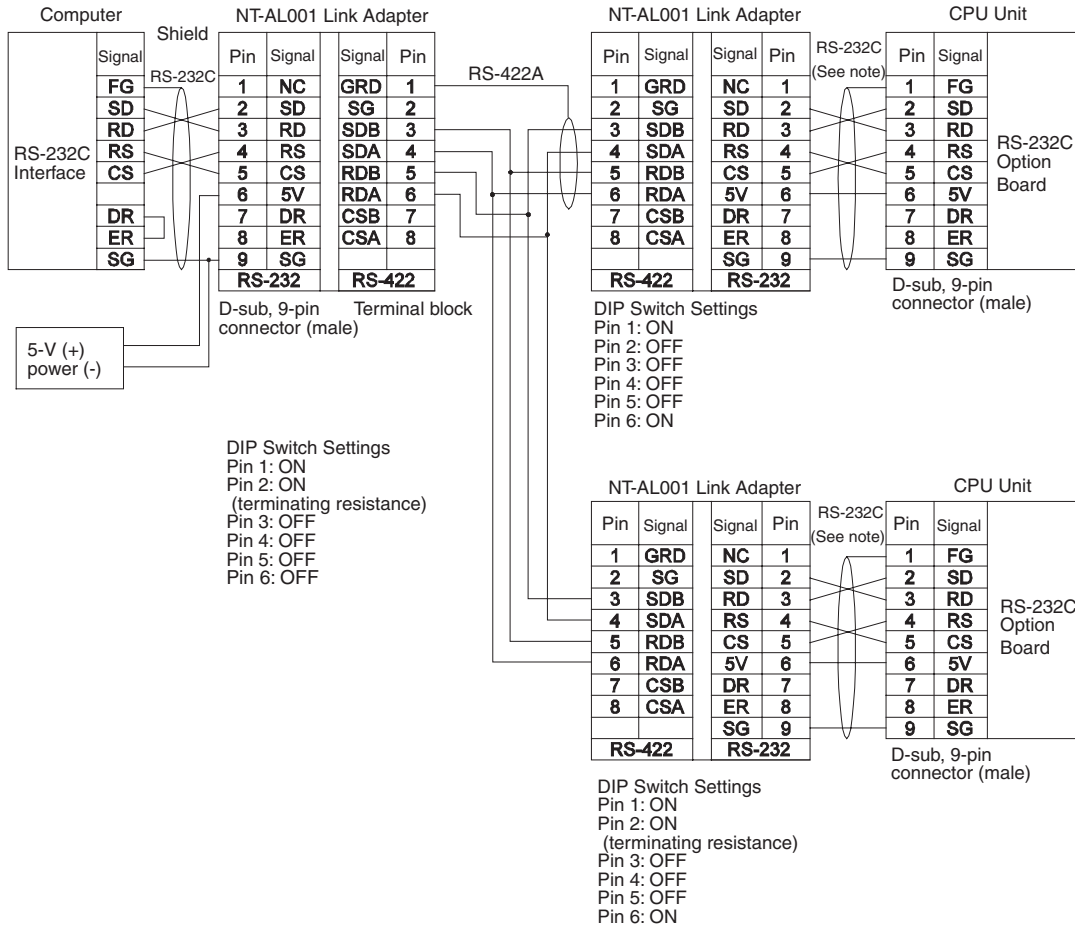 Computer
NT-AL001 Link Adapter
NT-AL001 Link Adapter
CPU Unit
Shield
RS-232C
Interface
Signal
FG
SD
RD
RS
CS
DR
ER
SG
RS-232C
Pin Signal
1 NC
2 SD
3 RD
4 RS
5 CS
6 5V
7 DR
8 ER
9 SG
RS-232
Signal Pin
GRD 1
SG 2
SDB 3
SDA 4
RDB 5
RDA 6
CSB 7
CSA 8
RS-422
D-sub, 9-pin
connector (male)
Terminal block
5-V (+)
power (-)
DIP Switch Settings
Pin 1: ON
Pin 2: ON
(terminating resistance)
Pin 3: OFF
Pin 4: OFF
Pin 5: OFF
Pin 6: OFF
RS-422A
Pin Signal
1 GRD
2 SG
3 SDB
4 SDA
5 RDB
6 RDA
7 CSB
8 CSA
RS-422
Signal Pin
NC 1
SD 2
RD 3
RS 4
CS 5
5V 6
DR 7
ER 8
SG 9
RS-232
RS-232C
(See note)
Pin Signal
1 FG
2 SD
3 RD
4 RS
5 CS
6 5V
7 DR
8 ER
9 SG
RS-232C
Option
Board
D-sub, 9-pin
connector (male)
DIP Switch Settings
Pin 1: ON
Pin 2: OFF
Pin 3: OFF
Pin 4: OFF
Pin 5: OFF
Pin 6: ON
NT-AL001 Link Adapter
CPU Unit
Pin Signal
1 GRD
2 SG
3 SDB
4 SDA
5 RDB
6 RDA
7 CSB
8 CSA
RS-422
Signal Pin
NC 1
SD 2
RD 3
RS 4
CS 5
5V 6
DR 7
ER 8
SG 9
RS-232
RS-232C
(See note)
Pin Signal
1 FG
2 SD
3 RD
4 RS
5 CS
6 5V
7 DR
8 ER
9 SG
RS-232C
Option
Board
D-sub, 9-pin
connector (male)
DIP Switch Settings
Pin 1: ON
Pin 2: ON
(terminating resistance)
Pin 3: OFF
Pin 4: OFF
Pin 5: OFF
Pin 6: ON